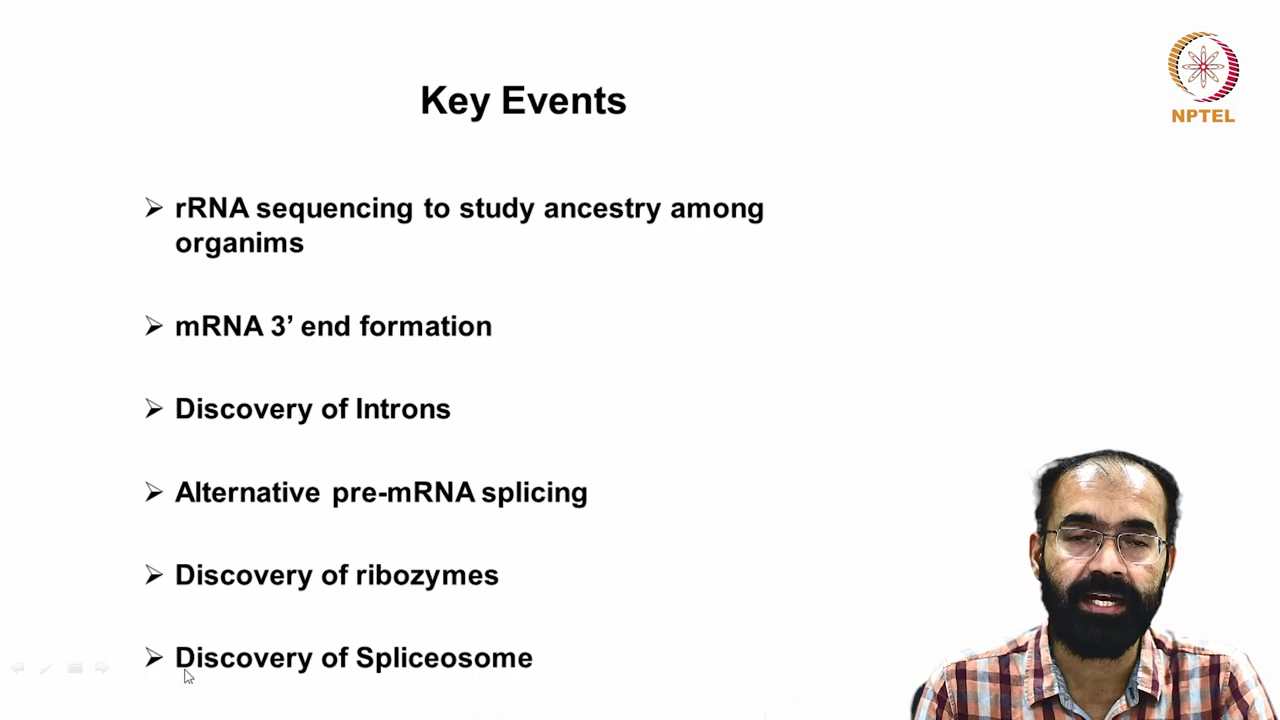 NPTEL
Key Events
➢ rRNA sequencing to study ancestry among
organims
➢ mRNA 3’ end formation
➢ Discovery of Introns
➢ Alternative pre-mRNA splicing
➢ Discovery of ribozymes
➢ Discovery of Spliceosome